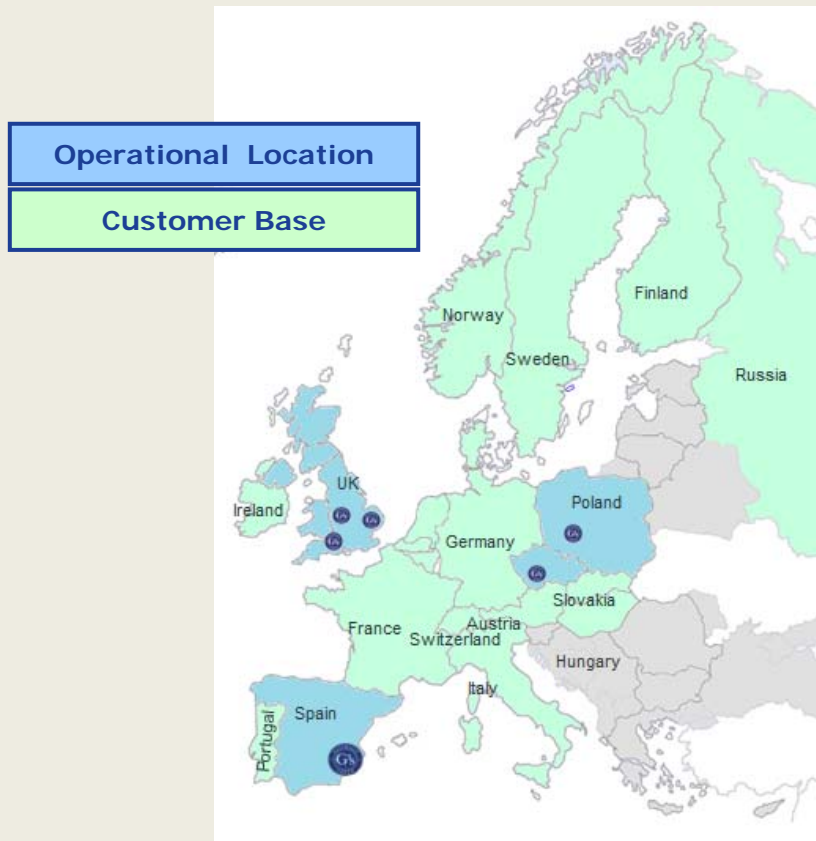 Operational Location
Customer Base
Finland
Norway
Sweden
Russia
UK
Ireland
Poland
G's
G's
G's
G's
Germany
G's
Slovakia
Austria
France
Switzerland
Hungary
Italy
Spain
Portugal
G's